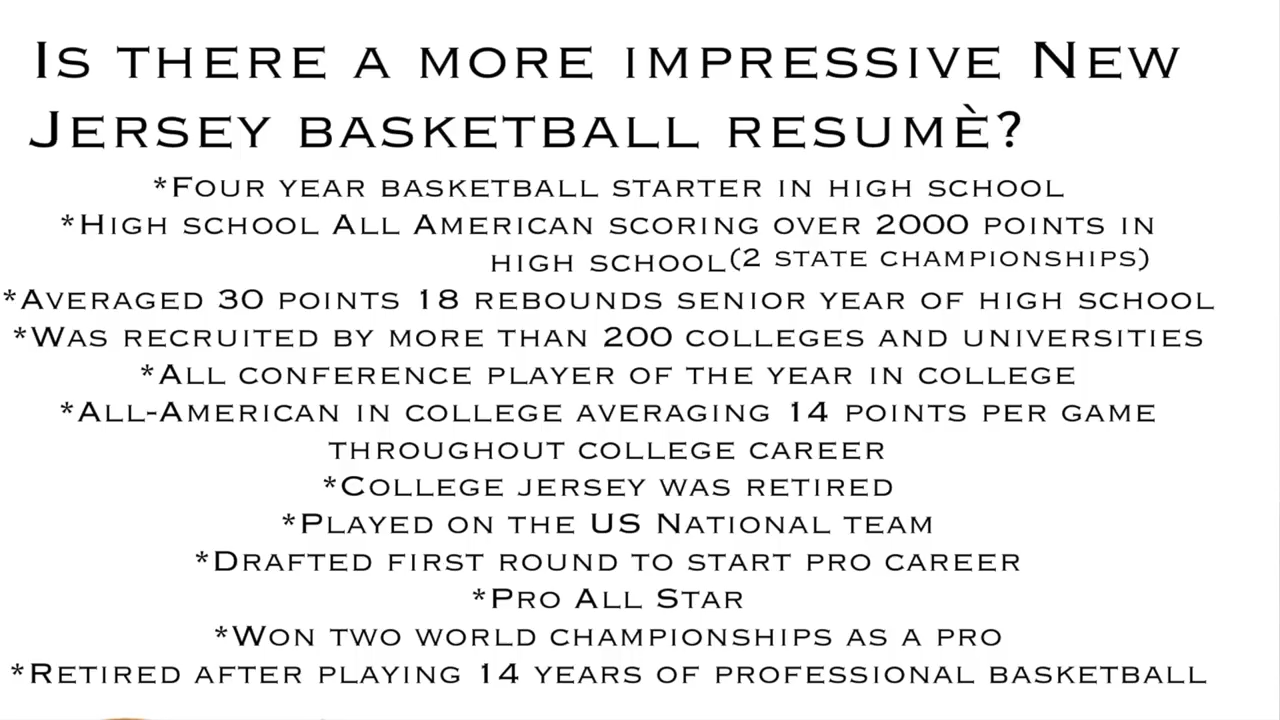 Is there a more impressive New
Jersey basketball resumè?
*Four year basketball starter in high school
*High school All American scoring over 2000 points in
high school(2 state championships)
*Averaged 30 points 18 rebounds senior year of high school
*Was recruited by more than 200 colleges and universities
*All conference player of the year in college
*All-American in college averaging 14 points per game
throughout college career
*College jersey was retired
*Played on the US National team
*Drafted first round to start pro career
*Pro All Star
*Won two world championships as a pro
*Retired after playing 14 years of professional basketball